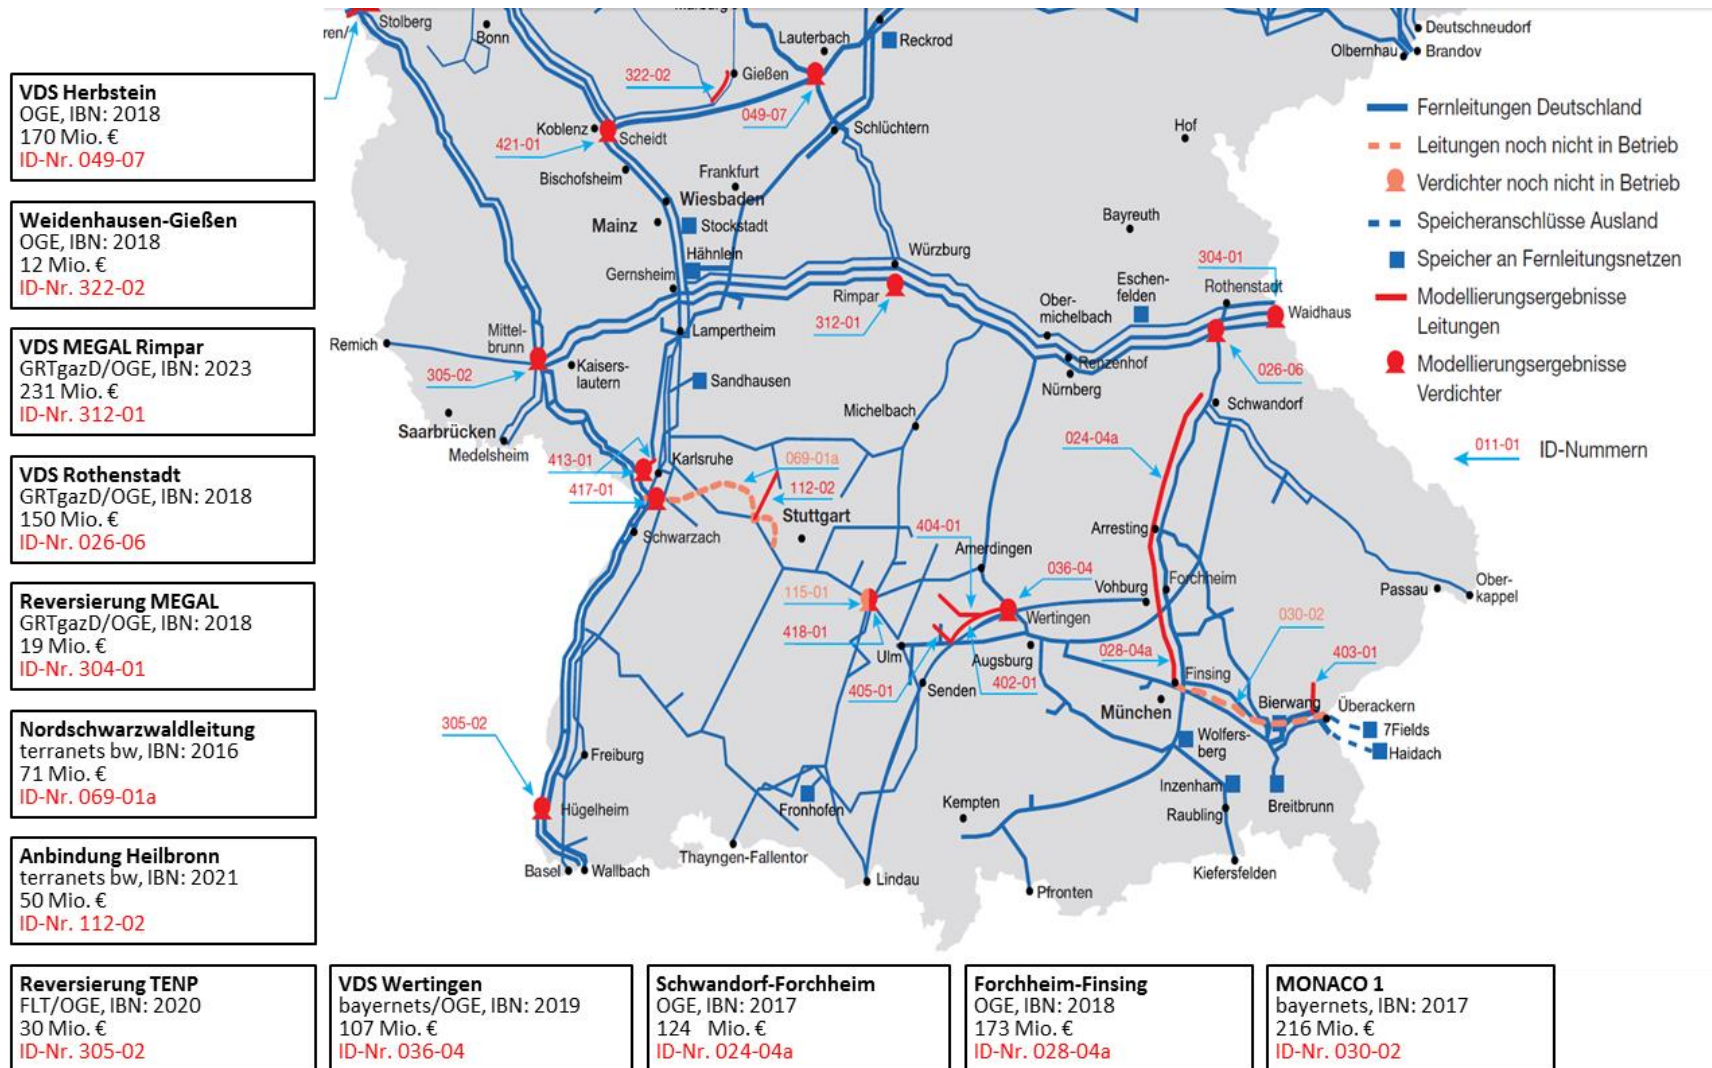 VDS Herbstein
OGE, IBN: 2018
170 Mio. €
ID-Nr. 049-07
Weidenhausen-Gießen
OGE, IBN: 2018
12 Mio. €
ID-Nr. 322-02
VDS MEGAL Rimpar
GRTgazD/OGE, IBN: 2023
231 Mio. €
ID-Nr. 312-01
VDS Rothenstadt
GRTgazD/OGE, IBN: 2018
150 Mio. €
ID-Nr. 026-06
Reversierung MEGAL
GRTgazD/OGE, IBN: 2018
19 Mio. €
ID-Nr. 304-01
Nordschwarzwaldleitung
terranets bw, IBN: 2016
71 Mio. €
ID-Nr. 069-01a
Anbindung Heilbronn
terranets bw, IBN: 2021
50 Mio. €
ID-Nr. 112-02
Reversierung TENP
FLT/OGE, IBN: 2020
30 Mio. €
ID-Nr. 305-02
VDS Wertingen
bayernets/OGE, IBN: 2019
107 Mio. €
ID-Nr. 036-04
Schwandorf-Forchheim
OGE, IBN: 2017
124 Mio. €
ID-Nr. 024-04a
Forchheim-Finsing
OGE, IBN: 2018
173 Mio. €
ID-Nr. 028-04a
MONACO 1
bayernets, IBN: 2017
216 Mio. €
ID-Nr. 030-02
Stolberg
ren/
Bonn
Lauterbach
Reckrod
Deutschneudorf
Olbernhau
Brandov
322-02
Gießen
049-07
Koblenz
Scheidt
421-01
Schlüchtern
Hof
Bischofsheim
Frankfurt
Wiesbaden
Mainz
Stockstadt
Bayreuth
Hähnlein
Würzburg
304-01
Gernsheim
Rimpar
Eschen-
felden
Rothenstadt
Ober-
michelbach
Waidhaus
312-01
Remich
Mittel-
brunn
Lampertheim
Renzenhof
Nürnberg
026-06
305-02
Kaisers-
lautern
Sandhausen
Schwandorf
Michelbach
Saarbrücken
Medelsheim
024-04a
413-01
Karlsruhe
069-01a
417-01
112-02
Stuttgart
Schwarzach
404-01
Arresting
Amerdingen
036-04
Forchheim
Vohburg
Passau
Ober-
kappel
115-01
Wertingen
030-02
418-01
Ulm
Augsburg
028-04a
403-01
405-01
402-01
Senden
Finsing
Bierwang
Überackern
München
7Fields
305-02
Wolfers-
berg
Haidach
Freiburg
Inzenham
Breitbrunn
Hügelheim
Fronhofen
Kempten
Raubling
Thayngen-Fallentor
Basel
Wallbach
Lindau
Pfronten
Kiefersfelden
Fernleitungen Deutschland
Leitungen noch nicht in Betrieb
Verdichter noch nicht in Betrieb
Speicheranschlüsse Ausland
Speicher an Fernleitungsnetzen
Modellierungsergebnisse
Leitungen
Modellierungsergebnisse
Verdichter
011-01
ID-Nummern